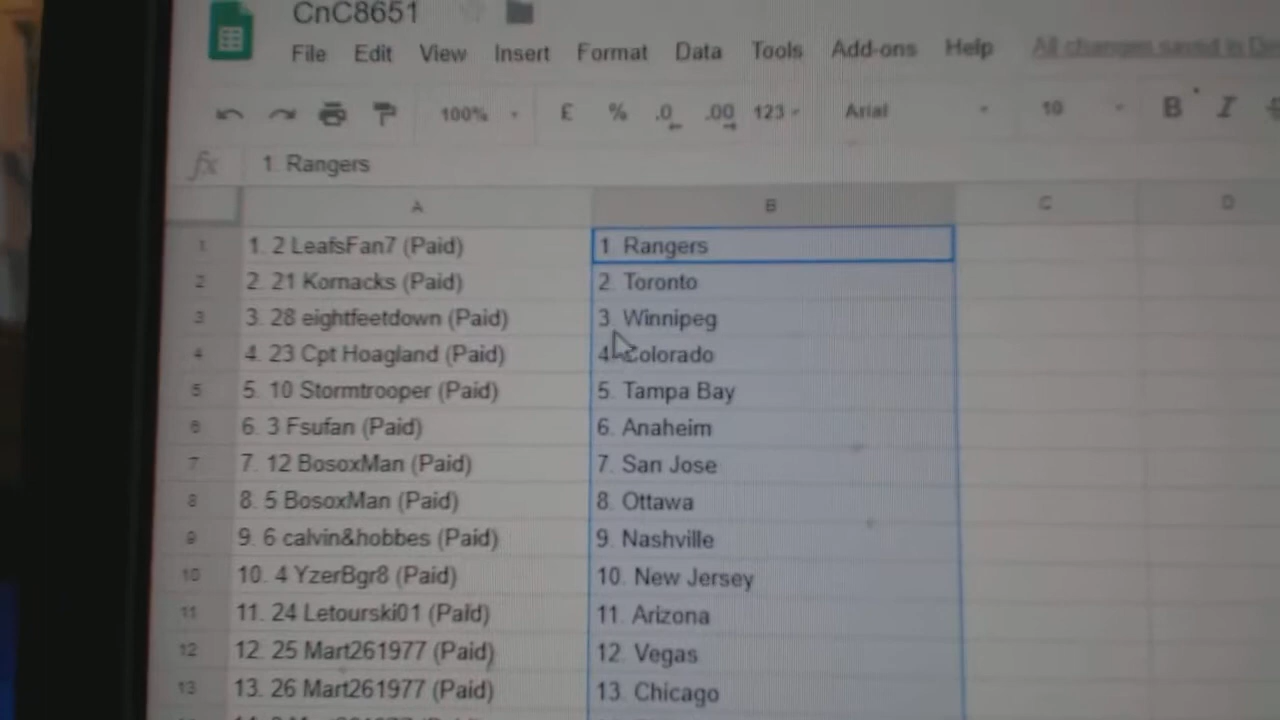 CnC8651
File Edit View Insert Format Data Tools Add-ons Help All changes saved in
100% £ % .0 .00 123 Arial 10 B I S
fx 1. Rangers
A B C D
1 1. 2 LeafsFan7 (Paid) 1. Rangers
2 2. 21 Kornacks (Paid) 2. Toronto
3 3. 28 eightfeetdown (Paid) 3. Winnipeg
4 4. 23 Cpt Hoagland (Paid) 4. Colorado
5 5. 10 Stormtrooper (Paid) 5. Tampa Bay
6 6. 3 Fsufan (Paid) 6. Anaheim
7 7. 12 BosoxMan (Paid) 7. San Jose
8 8. 5 BosoxMan (Paid) 8. Ottawa
9 9. 6 calvin&hobbes (Paid) 9. Nashville
10 10. 4 YzerBgr8 (Paid) 10. New Jersey
11 11. 24 Letourski01 (Paid) 11. Arizona
12 12. 25 Mart261977 (Paid) 12. Vegas
13 13. 26 Mart261977 (Paid) 13. Chicago